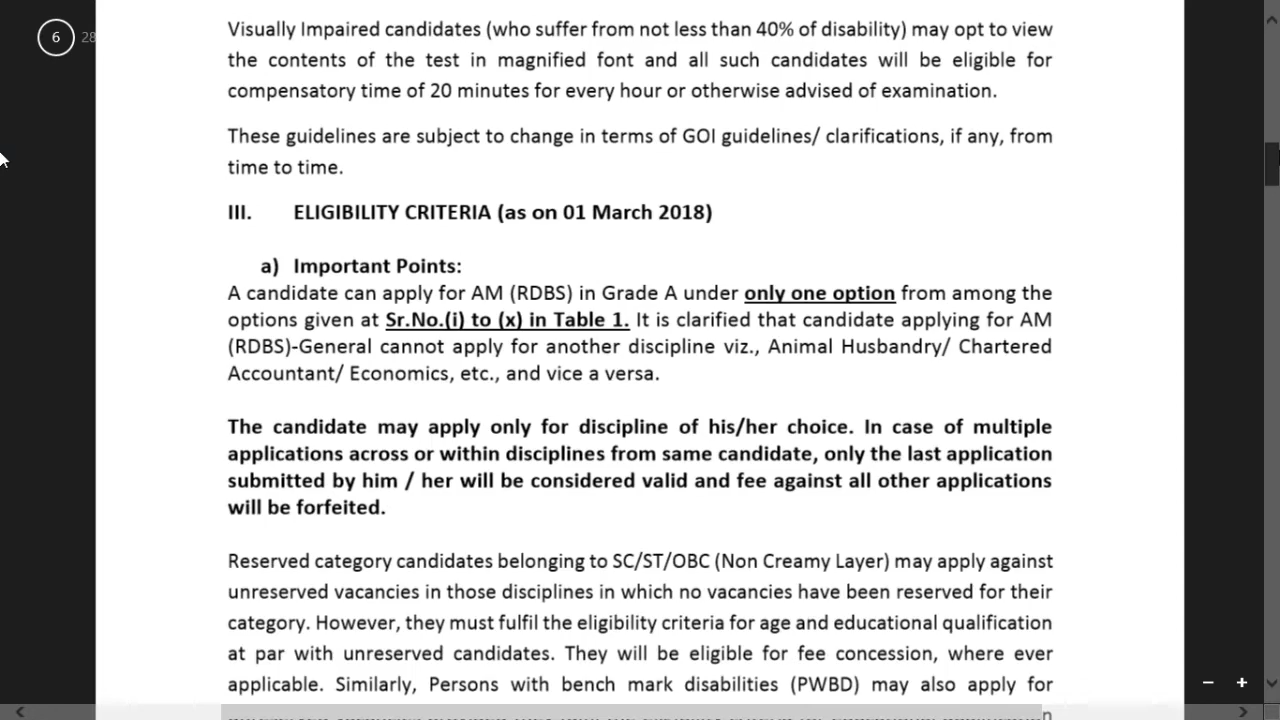 6 28
Visually Impaired candidates (who suffer from not less than 40% of disability) may opt to view
the contents of the test in magnified font and all such candidates will be eligible for
compensatory time of 20 minutes for every hour or otherwise advised of examination.
These guidelines are subject to change in terms of GOI guidelines/ clarifications, if any, from
time to time.
III. ELIGIBILITY CRITERIA (as on 01 March 2018)
a) Important Points:
A candidate can apply for AM (RDBS) in Grade A under only one option from among the
options given at Sr.No.(i) to (x) in Table 1. It is clarified that candidate applying for AM
(RDBS)-General cannot apply for another discipline viz., Animal Husbandry/ Chartered
Accountant/ Economics, etc., and vice a versa.
The candidate may apply only for discipline of his/her choice. In case of multiple
applications across or within disciplines from same candidate, only the last application
submitted by him / her will be considered valid and fee against all other applications
will be forfeited.
Reserved category candidates belonging to SC/ST/OBC (Non Creamy Layer) may apply against
unreserved vacancies in those disciplines in which no vacancies have been reserved for their
category. However, they must fulfil the eligibility criteria for age and educational qualification
at par with unreserved candidates. They will be eligible for fee concession, where ever
applicable. Similarly, Persons with bench mark disabilities (PWBD) may also apply for